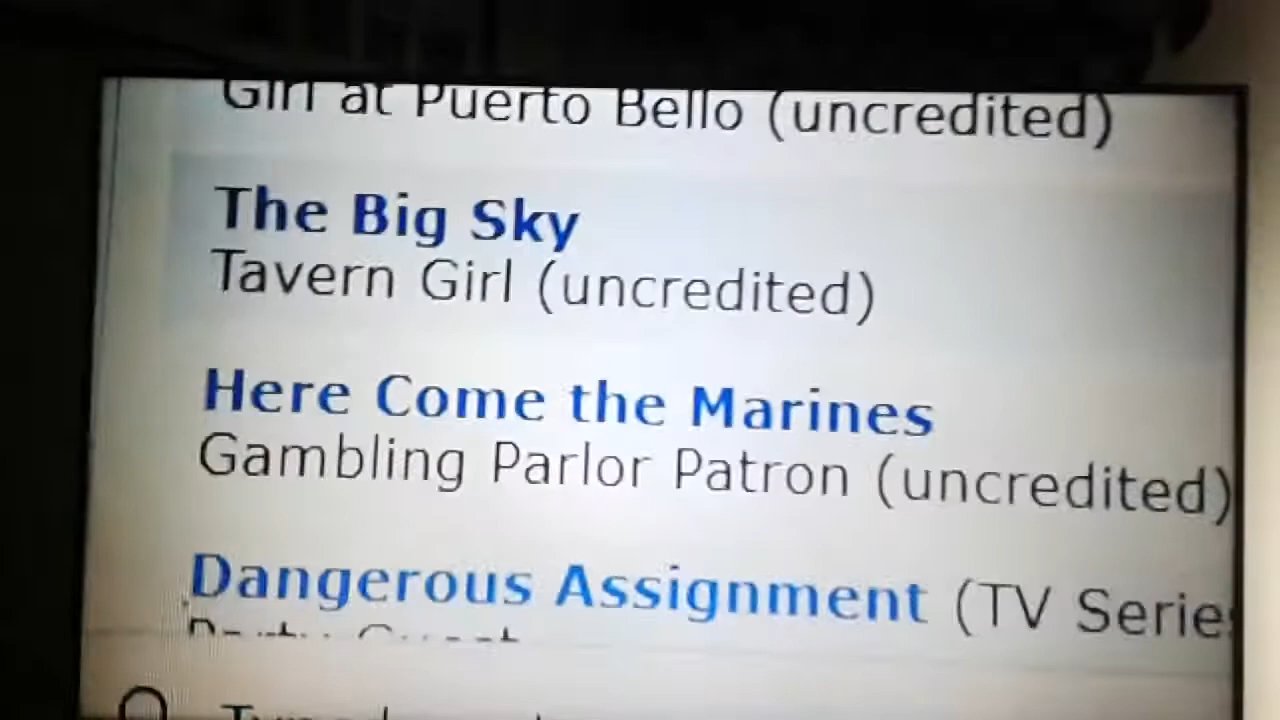 Girl at Puerto Bello (uncredited)
The Big Sky
Tavern Girl (uncredited)
Here Come the Marines
Gambling Parlor Patron (uncredited)
Dangerous Assignment (TV Serie